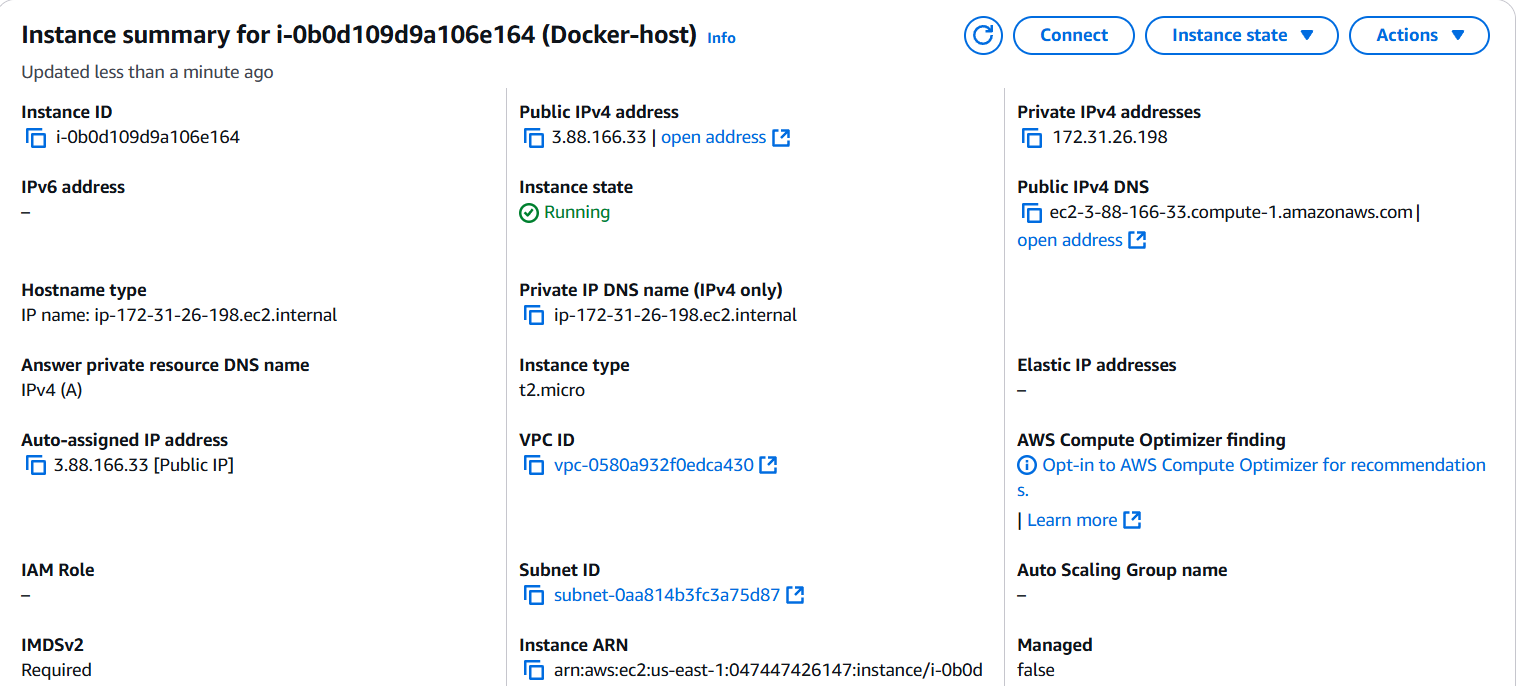 Instance summary for i-0b0d109d9a106e164 (Docker-host) Info
Connect
Instance state
Actions
Updated less than a minute ago
Instance ID
i-0b0d109d9a106e164
Public IPv4 address
3.88.166.33 | open address
Private IPv4 addresses
172.31.26.198
IPv6 address
–
Instance state
Running
Public IPv4 DNS
ec2-3-88-166-33.compute-1.amazonaws.com |
open address
Hostname type
IP name: ip-172-31-26-198.ec2.internal
Private IP DNS name (IPv4 only)
ip-172-31-26-198.ec2.internal
Answer private resource DNS name
IPv4 (A)
Instance type
t2.micro
Elastic IP addresses
–
Auto-assigned IP address
3.88.166.33 [Public IP]
VPC ID
vpc-0580a932f0edca430
AWS Compute Optimizer finding
Opt-in to AWS Compute Optimizer for recommendation
s.
| Learn more
IAM Role
–
Subnet ID
subnet-0aa814b3fc3a75d87
Auto Scaling Group name
–
IMDSv2
Required
Instance ARN
arn:aws:ec2:us-east-1:047447426147:instance/i-0b0d
Managed
false